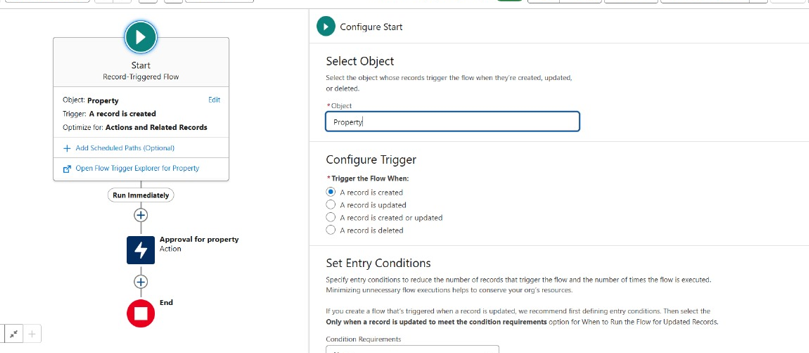 Start
Record-Triggered Flow
Object: Property
Edit
Trigger: A record is created
Optimize for: Actions and Related Records
Add Scheduled Paths (Optional)
Open Flow Trigger Explorer for Property
Run Immediately
Approval for property
Action
End
Configure Start
Select Object
Select the object whose records trigger the flow when they're created, updated,
or deleted.
*Object
Property
Configure Trigger
*Trigger the Flow When:
A record is created
A record is updated
A record is created or updated
A record is deleted
Set Entry Conditions
Specify entry conditions to reduce the number of records that trigger the flow and the number of times the flow is executed.
Minimizing unnecessary flow executions helps to conserve your org's resources.
If you create a flow that's triggered when a record is updated, we recommend first defining entry conditions. Then select the
Only when a record is updated to meet the condition requirements option for When to Run the Flow for Updated Records.
Condition Requirements